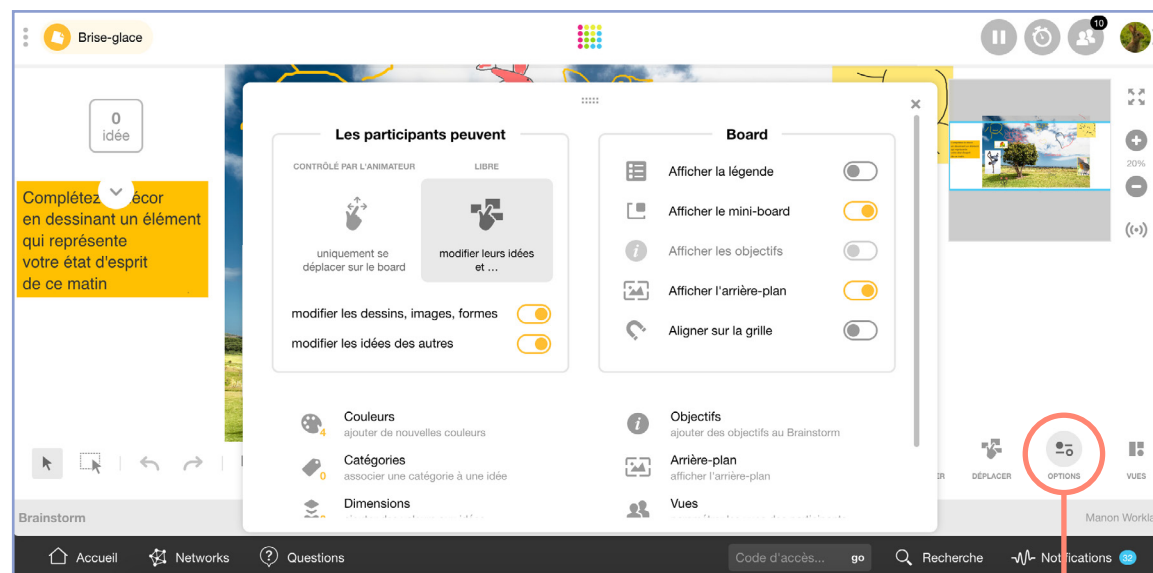 Brise-glace
10
0
idée
Complétez
écor
en dessinant un élément
qui représente
votre état d'esprit
de ce matin
Les participants peuvent
CONTRÔLÉ PAR L'ANIMATEUR
LIBRE
uniquement se
déplacer sur le board
modifier leurs idées
et ...
modifier les dessins, images, formes
modifier les idées des autres
Board
Afficher la légende
Afficher le mini-board
Afficher les objectifs
Afficher l'arrière-plan
Aligner sur la grille
4
Couleurs
ajouter de nouvelles couleurs
0
Catégories
associer une catégorie à une idée
Dimensions
Objectifs
ajouter des objectifs au Brainstorm
Arrière-plan
afficher l'arrière-plan
Vues
20%
ER
DÉPLACER
OPTIONS
VUES
Brainstorm
Manon Workla
Accueil
Networks
Questions
Code d'accès...
go
Recherche
Notifications
32